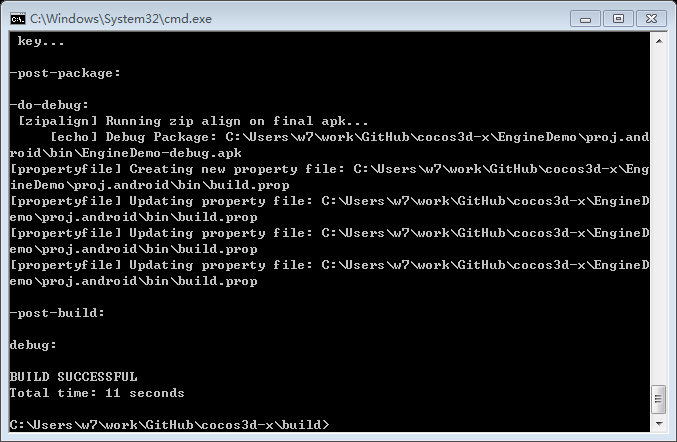 C:\Windows\System32\cmd.exe
key...
-post-package:
-do-debug:
[zipalign] Running zip align on final apk...
[echo] Debug Package: C:\Users\w7\work\GitHub\cocos3d-x\EngineDemo\proj.and
roid\bin\EngineDemo-debug.apk
[propertyfile] Creating new property file: C:\Users\w7\work\GitHub\cocos3d-x\Eng
ineDemo\proj.android\bin\build.prop
[propertyfile] Updating property file: C:\Users\w7\work\GitHub\cocos3d-x\EngineD
emo\proj.android\bin\build.prop
[propertyfile] Updating property file: C:\Users\w7\work\GitHub\cocos3d-x\EngineD
emo\proj.android\bin\build.prop
[propertyfile] Updating property file: C:\Users\w7\work\GitHub\cocos3d-x\EngineD
emo\proj.android\bin\build.prop
-post-build:
debug:
BUILD SUCCESSFUL
Total time: 11 seconds
C:\Users\w7\work\GitHub\cocos3d-x\build>